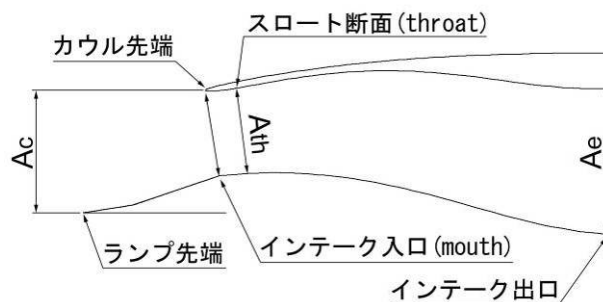 スロート断面(throat)
カウル先端
Ac
Ath
Ae
ランプ先端
インテーク入口(mouth)
インテーク出口